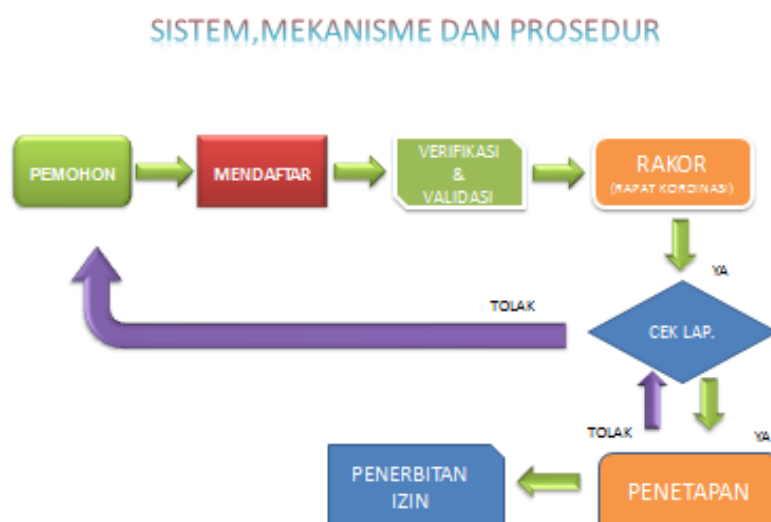 SISTEM,MEKANISME DAN PROSEDUR
PEMOHON
MENDAFTAR
VERIFIKASI
&
VALIDASI
RAKOR
(RAPAT KORDINASI)
YA
TOLAK
CEK LAP.
TOLAK
YA
PENERBITAN
IZIN
PENETAPAN